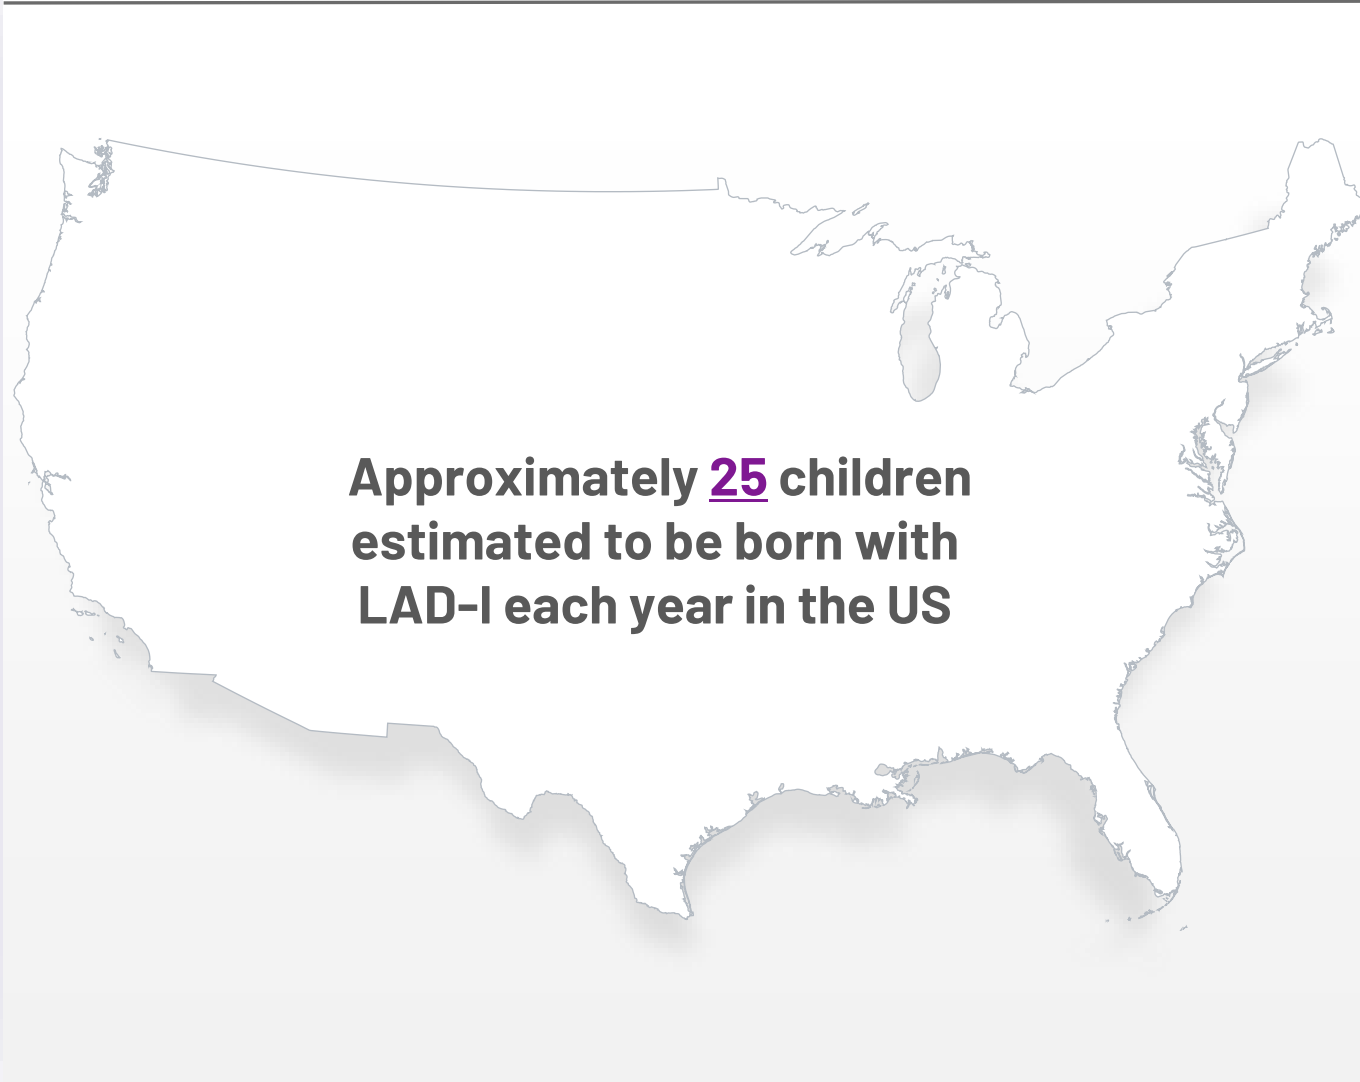 Approximately 25 children
estimated to be born with
LAD-I each year in the US